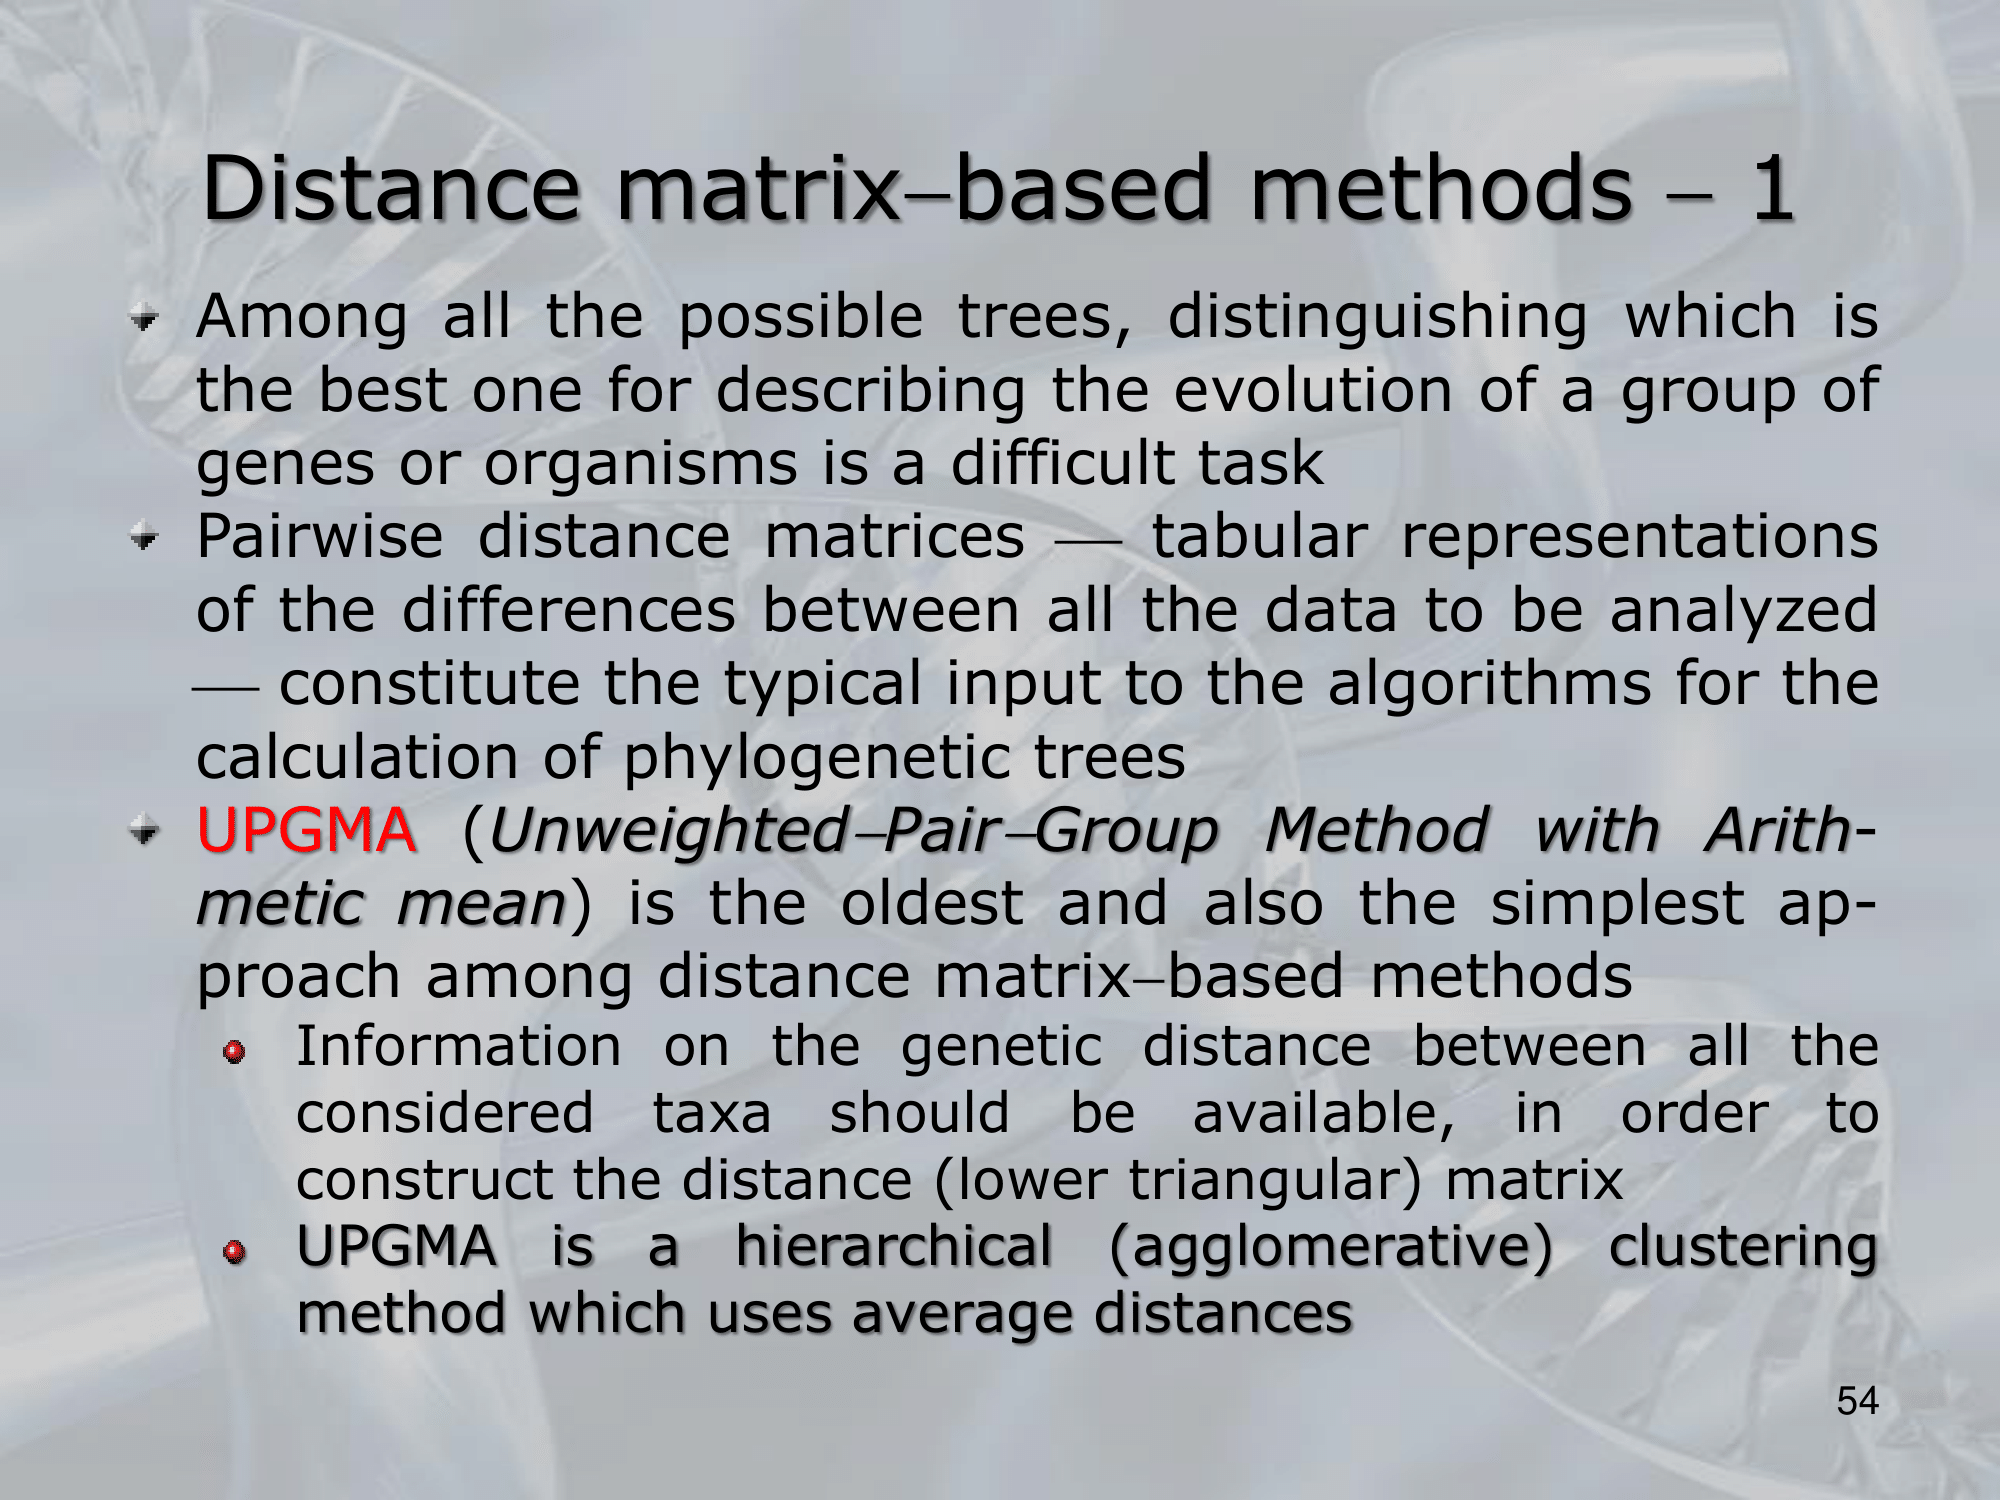 Distance matrix–based methods – 1
Among all the possible trees, distinguishing which is
the best one for describing the evolution of a group of
genes or organisms is a difficult task
Pairwise distance matrices — tabular representations
of the differences between all the data to be analyzed
— constitute the typical input to the algorithms for the
calculation of phylogenetic trees
UPGMA (Unweighted–Pair–Group Method with Arith-
metic mean) is the oldest and also the simplest ap-
proach among distance matrix–based methods
Information on the genetic distance between all the
considered taxa should be available, in order to
construct the distance (lower triangular) matrix
UPGMA is a hierarchical (agglomerative) clustering
method which uses average distances
54